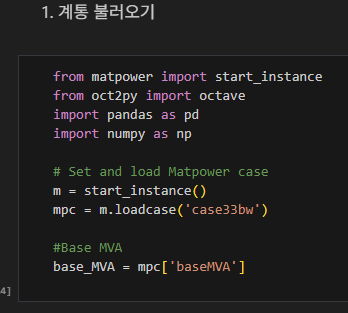 1. 계통 불러오기
from matpower import start_instance
from oct2py import octave
import pandas as pd
import numpy as np
# Set and load Matpower case
m = start_instance()
mpc = m.loadcase('case33bw')
#Base MVA
base_MVA = mpc['baseMVA']
4]